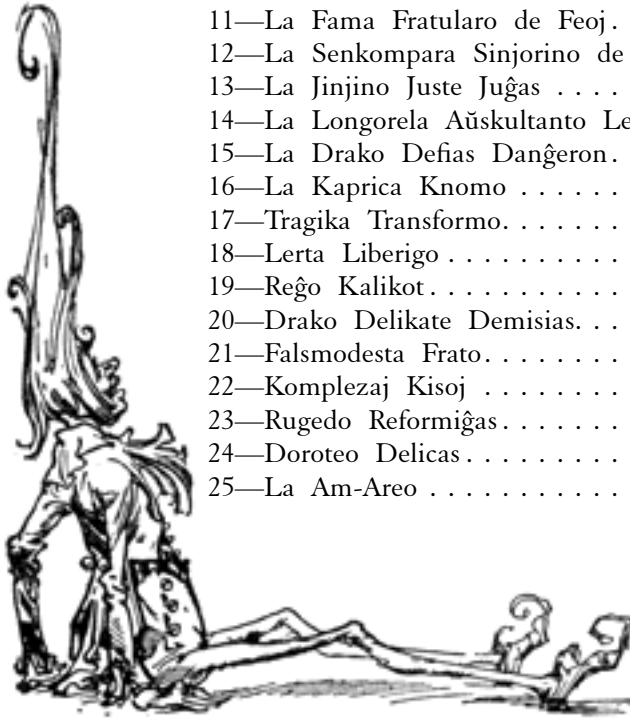 11—La Fama Fratularo de Feoj .
12—La Senkompara Sinjorino de
13—La Jinjino Juste Juĝas . . . .
14—La Longorela Aŭskultanto Le
15—La Drako Defias Danĝeron .
16—La Kaprica Knomo . . . . . .
17—Tragika Transformo. . . . . . .
18—Lerta Liberigo . . . . . . . . .
19—Reĝo Kalikot . . . . . . . . . .
20—Drako Delikate Demisias. . .
21—Falsmodesta Frato. . . . . . . .
22—Komplezaj Kisoj . . . . . . . .
23—Rugedo Reformiĝas . . . . . . .
24—Doroteo Delicas . . . . . . . . .
25—La Am-Areo . . . . . . . . . . .